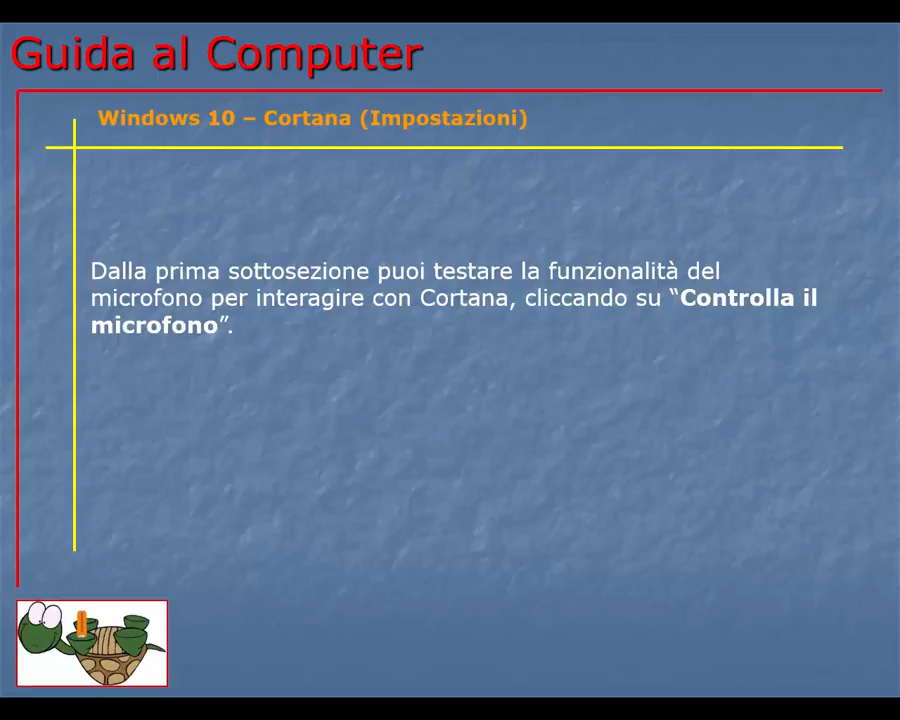 Guida al Computer
Windows 10 – Cortana (Impostazioni)
Dalla prima sottosezione puoi testare la funzionalità del
microfono per interagire con Cortana, cliccando su “Controlla il
microfono”.